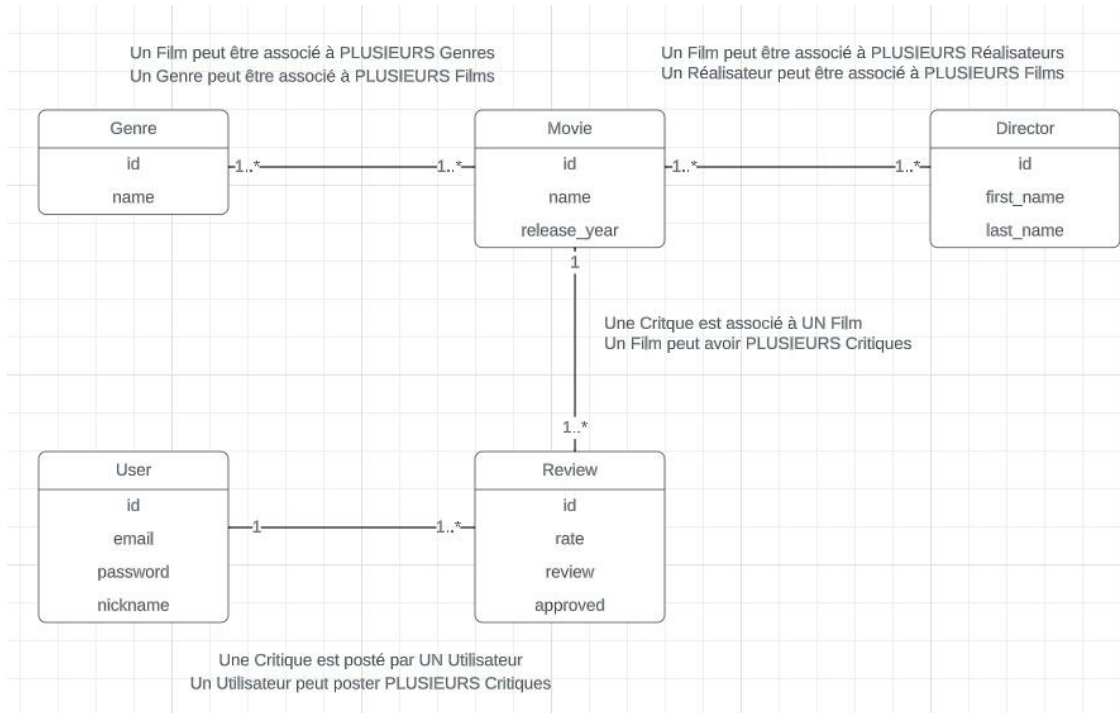 Un Film peut être associé à PLUSIEURS Genres
Un Genre peut être associé à PLUSIEURS Films
Un Film peut être associé à PLUSIEURS Réalisateurs
Un Réalisateur peut être associé à PLUSIEURS Films
Genre
id
name
1..*
1..*
Movie
id
name
release_year
1..*
1..*
Director
id
first_name
last_name
1
Une Critque est associé à UN Film
Un Film peut avoir PLUSIEURS Critiques
1..*
User
id
email
password
nickname
1
1..*
Review
id
rate
review
approved
Une Critique est posté par UN Utilisateur
Un Utilisateur peut poster PLUSIEURS Critiques